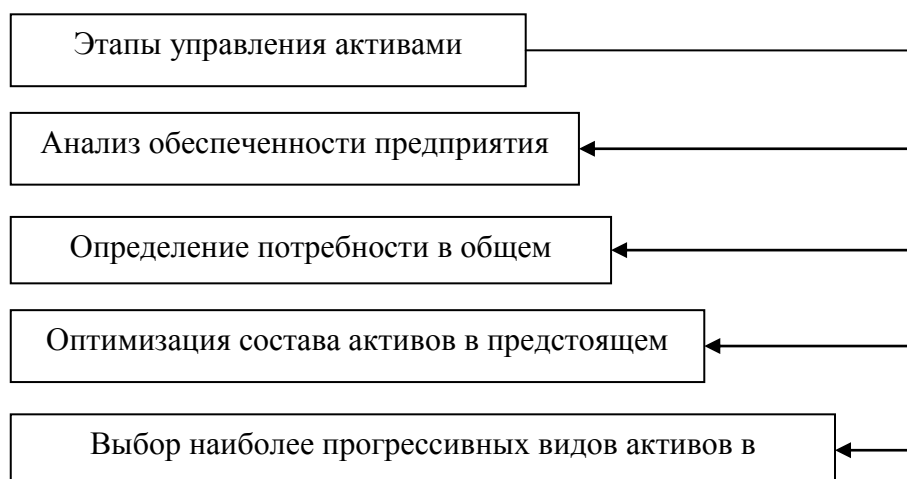 Этапы управления активами
Анализ обеспеченности предприятия
Определение потребности в общем
Оптимизация состава активов в предстоящем
Выбор наиболее прогрессивных видов активов в